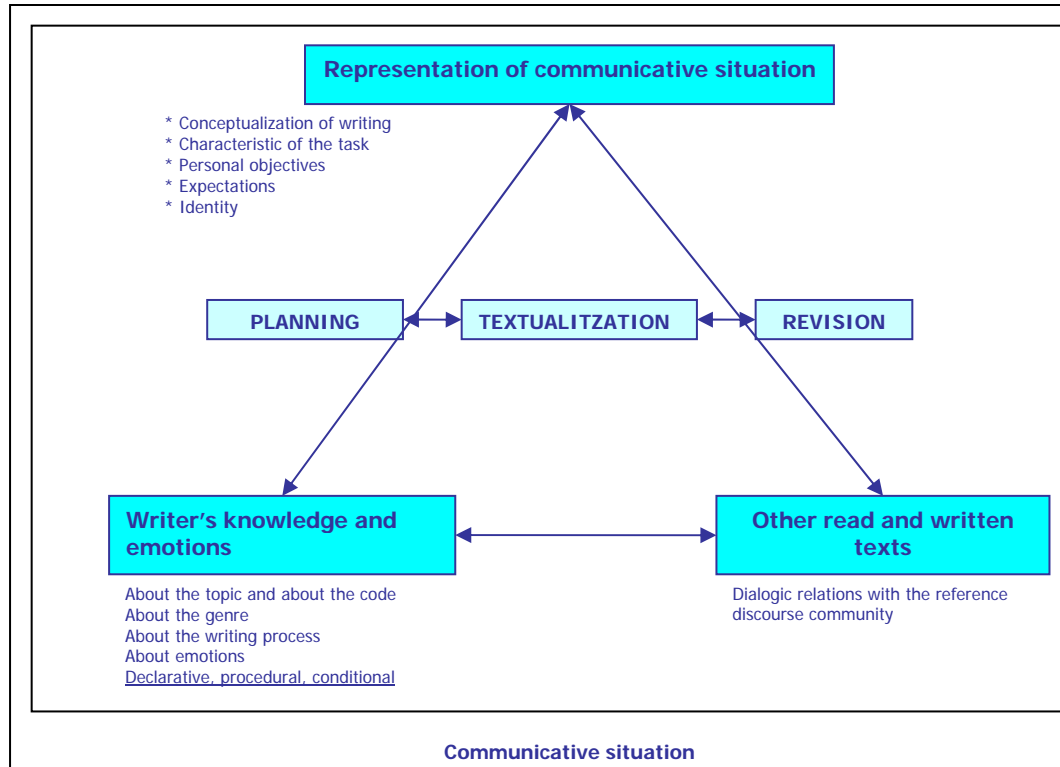 Representation of communicative situation
* Conceptualization of writing
* Characteristic of the task
* Personal objectives
* Expectations
* Identity
PLANNING
TEXTUALITZATION
REVISION
Writer's knowledge and
emotions
About the topic and about the code
About the genre
About the writing process
About emotions
Declarative, procedural, conditional
Other read and written
texts
Dialogic relations with the reference
discourse community
Communicative situation